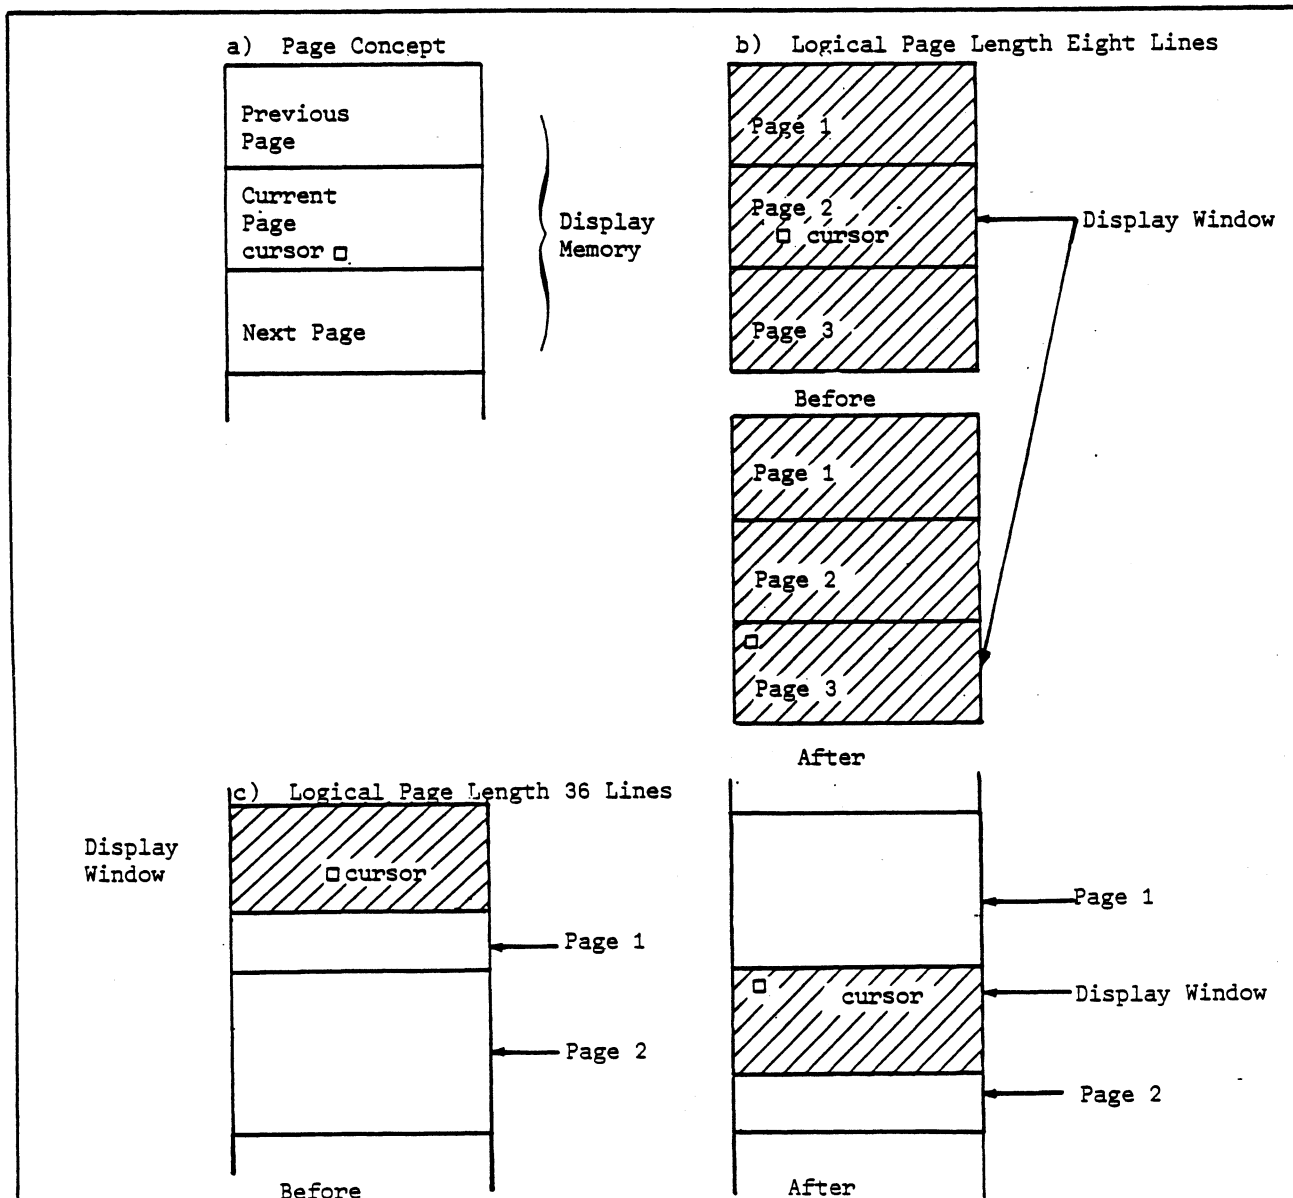 a) Page Concept
Previous
Page
Current
Page
cursor
Next Page
Display
Memory
b) Logical Page Length Eight Lines
Page 1
Page 2
cursor
Page 3
Display Window
Before
Page 1
Page 2
Page 3
After
c) Logical Page Length 36 Lines
Display
Window
cursor
Page 1
Page 2
Before
Page 1
cursor
Display Window
Page 2
After